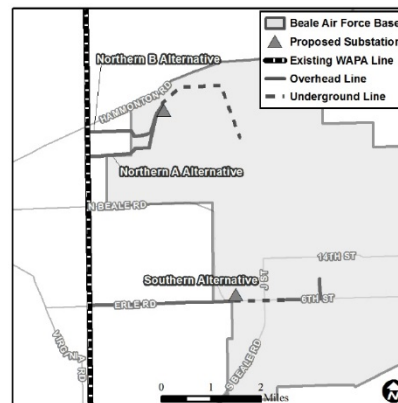 Beale Air Force Base
Proposed Substation
Existing WAPA Line
Overhead Line
Underground Line
Northern B Alternative
HAMMONTON RD
Northern A Alternative
N BEALE RD
Southern Alternative
J ST
14TH ST
ERLE RD
6TH ST
VIRGINIA RD
S BEALE RD
0 1 2
Miles
N